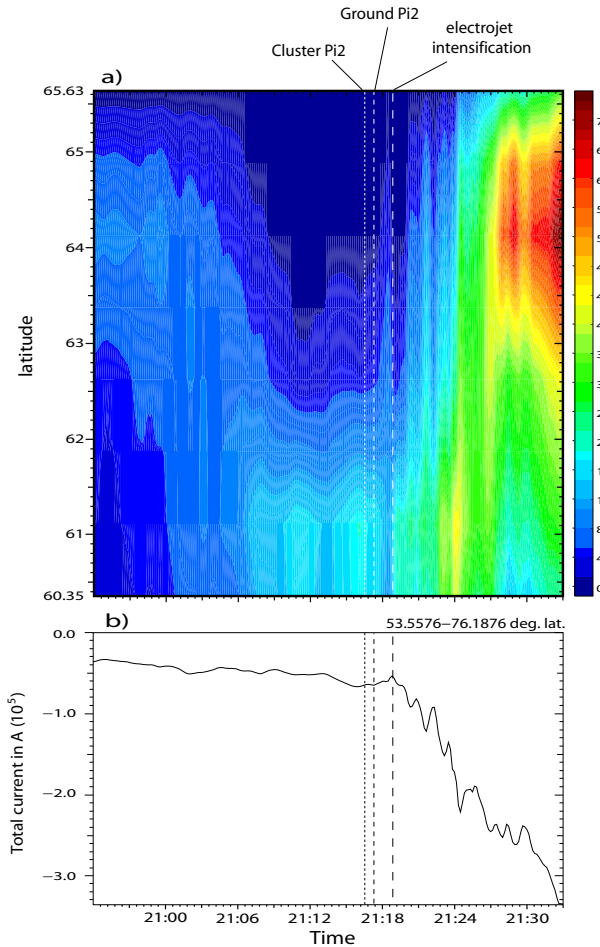 Ground Pi2
Cluster Pi2
electrojet
intensification
a)
65.63
65
64
63
62
61
60.35
latitude
b)
53.5576−76.1876 deg. lat.
0.0
−1.0
−2.0
−3.0
Total current in A (10⁵)
21:00
21:06
21:12
21:18
21:24
21:30
Time